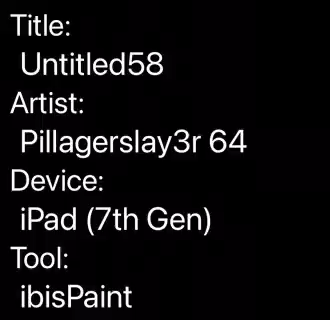 Title:
Untitled58
Artist:
Pillagerslay3r 64
Device:
iPad (7th Gen)
Tool:
ibisPaint